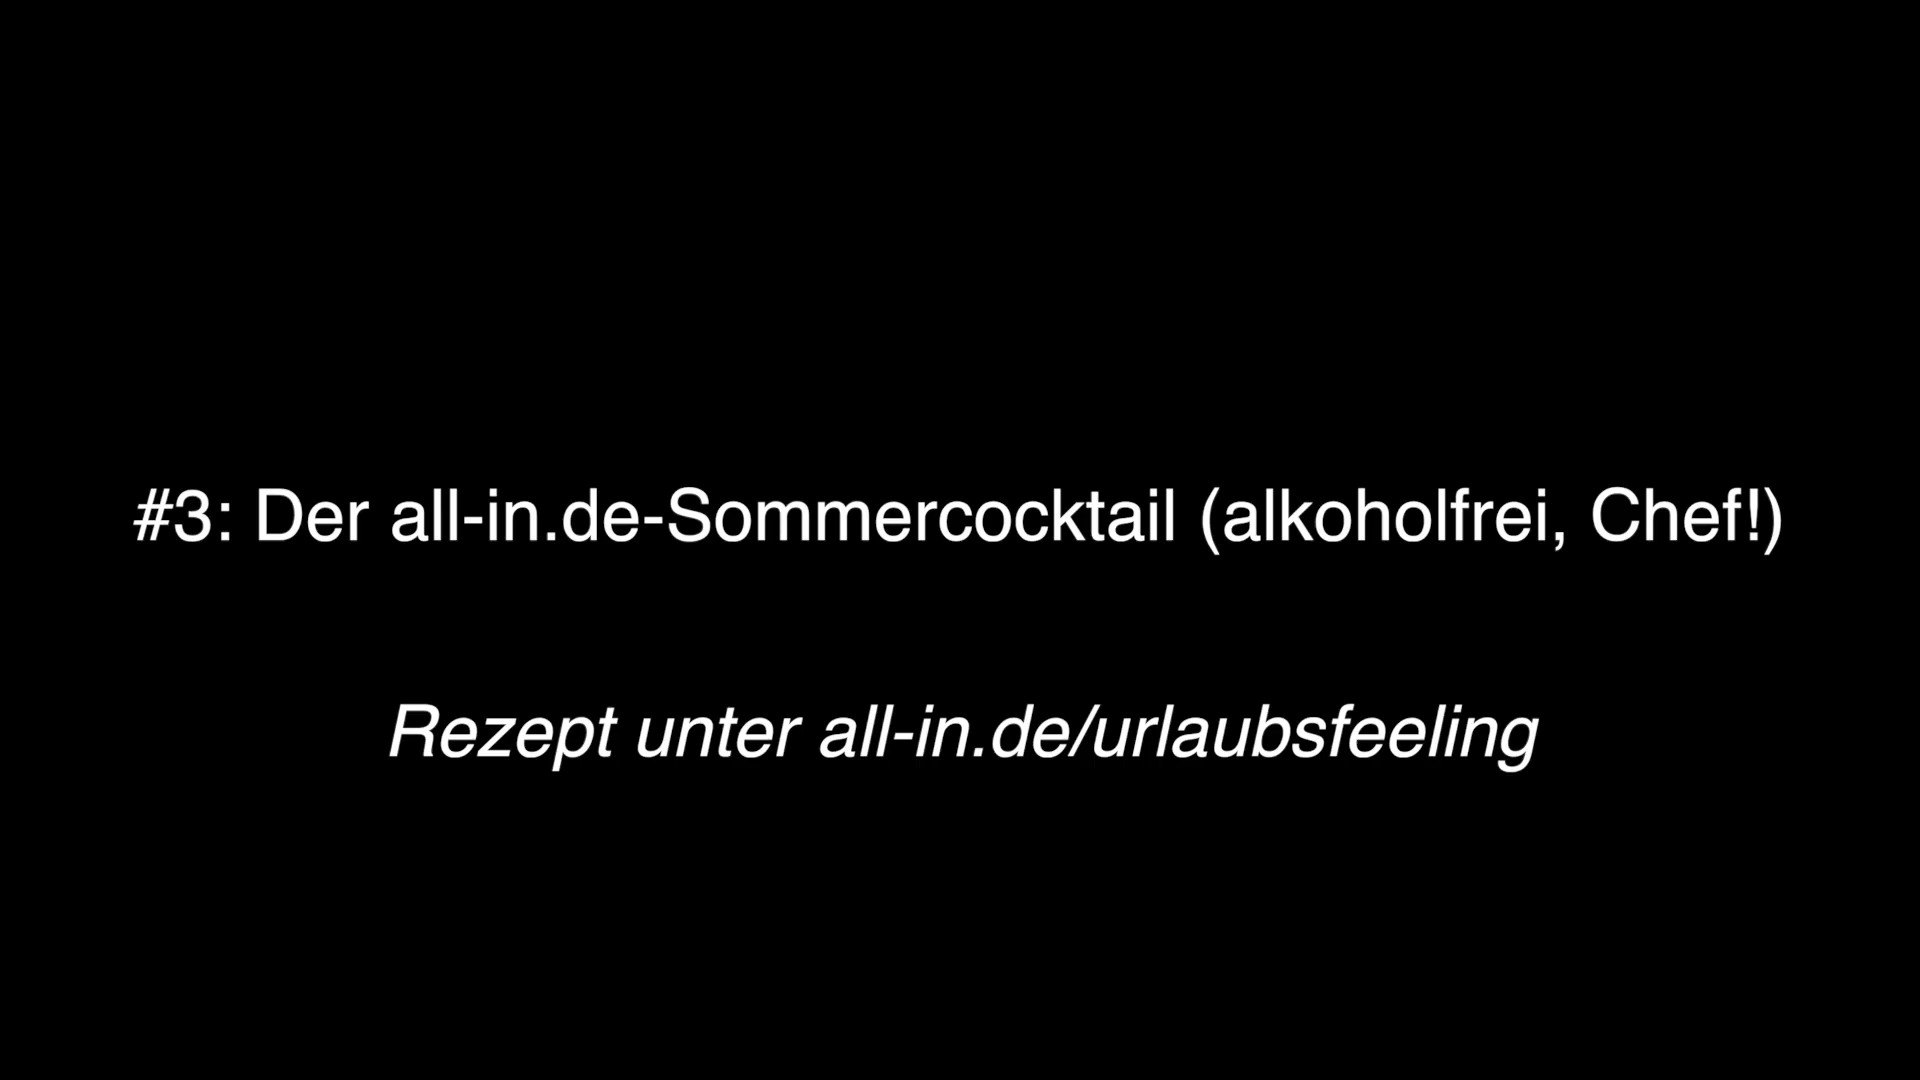 #3: Der all-in.de-Sommercocktail (alkoholfrei, Chef!)
Rezept unter all-in.de/urlaubsfeeling